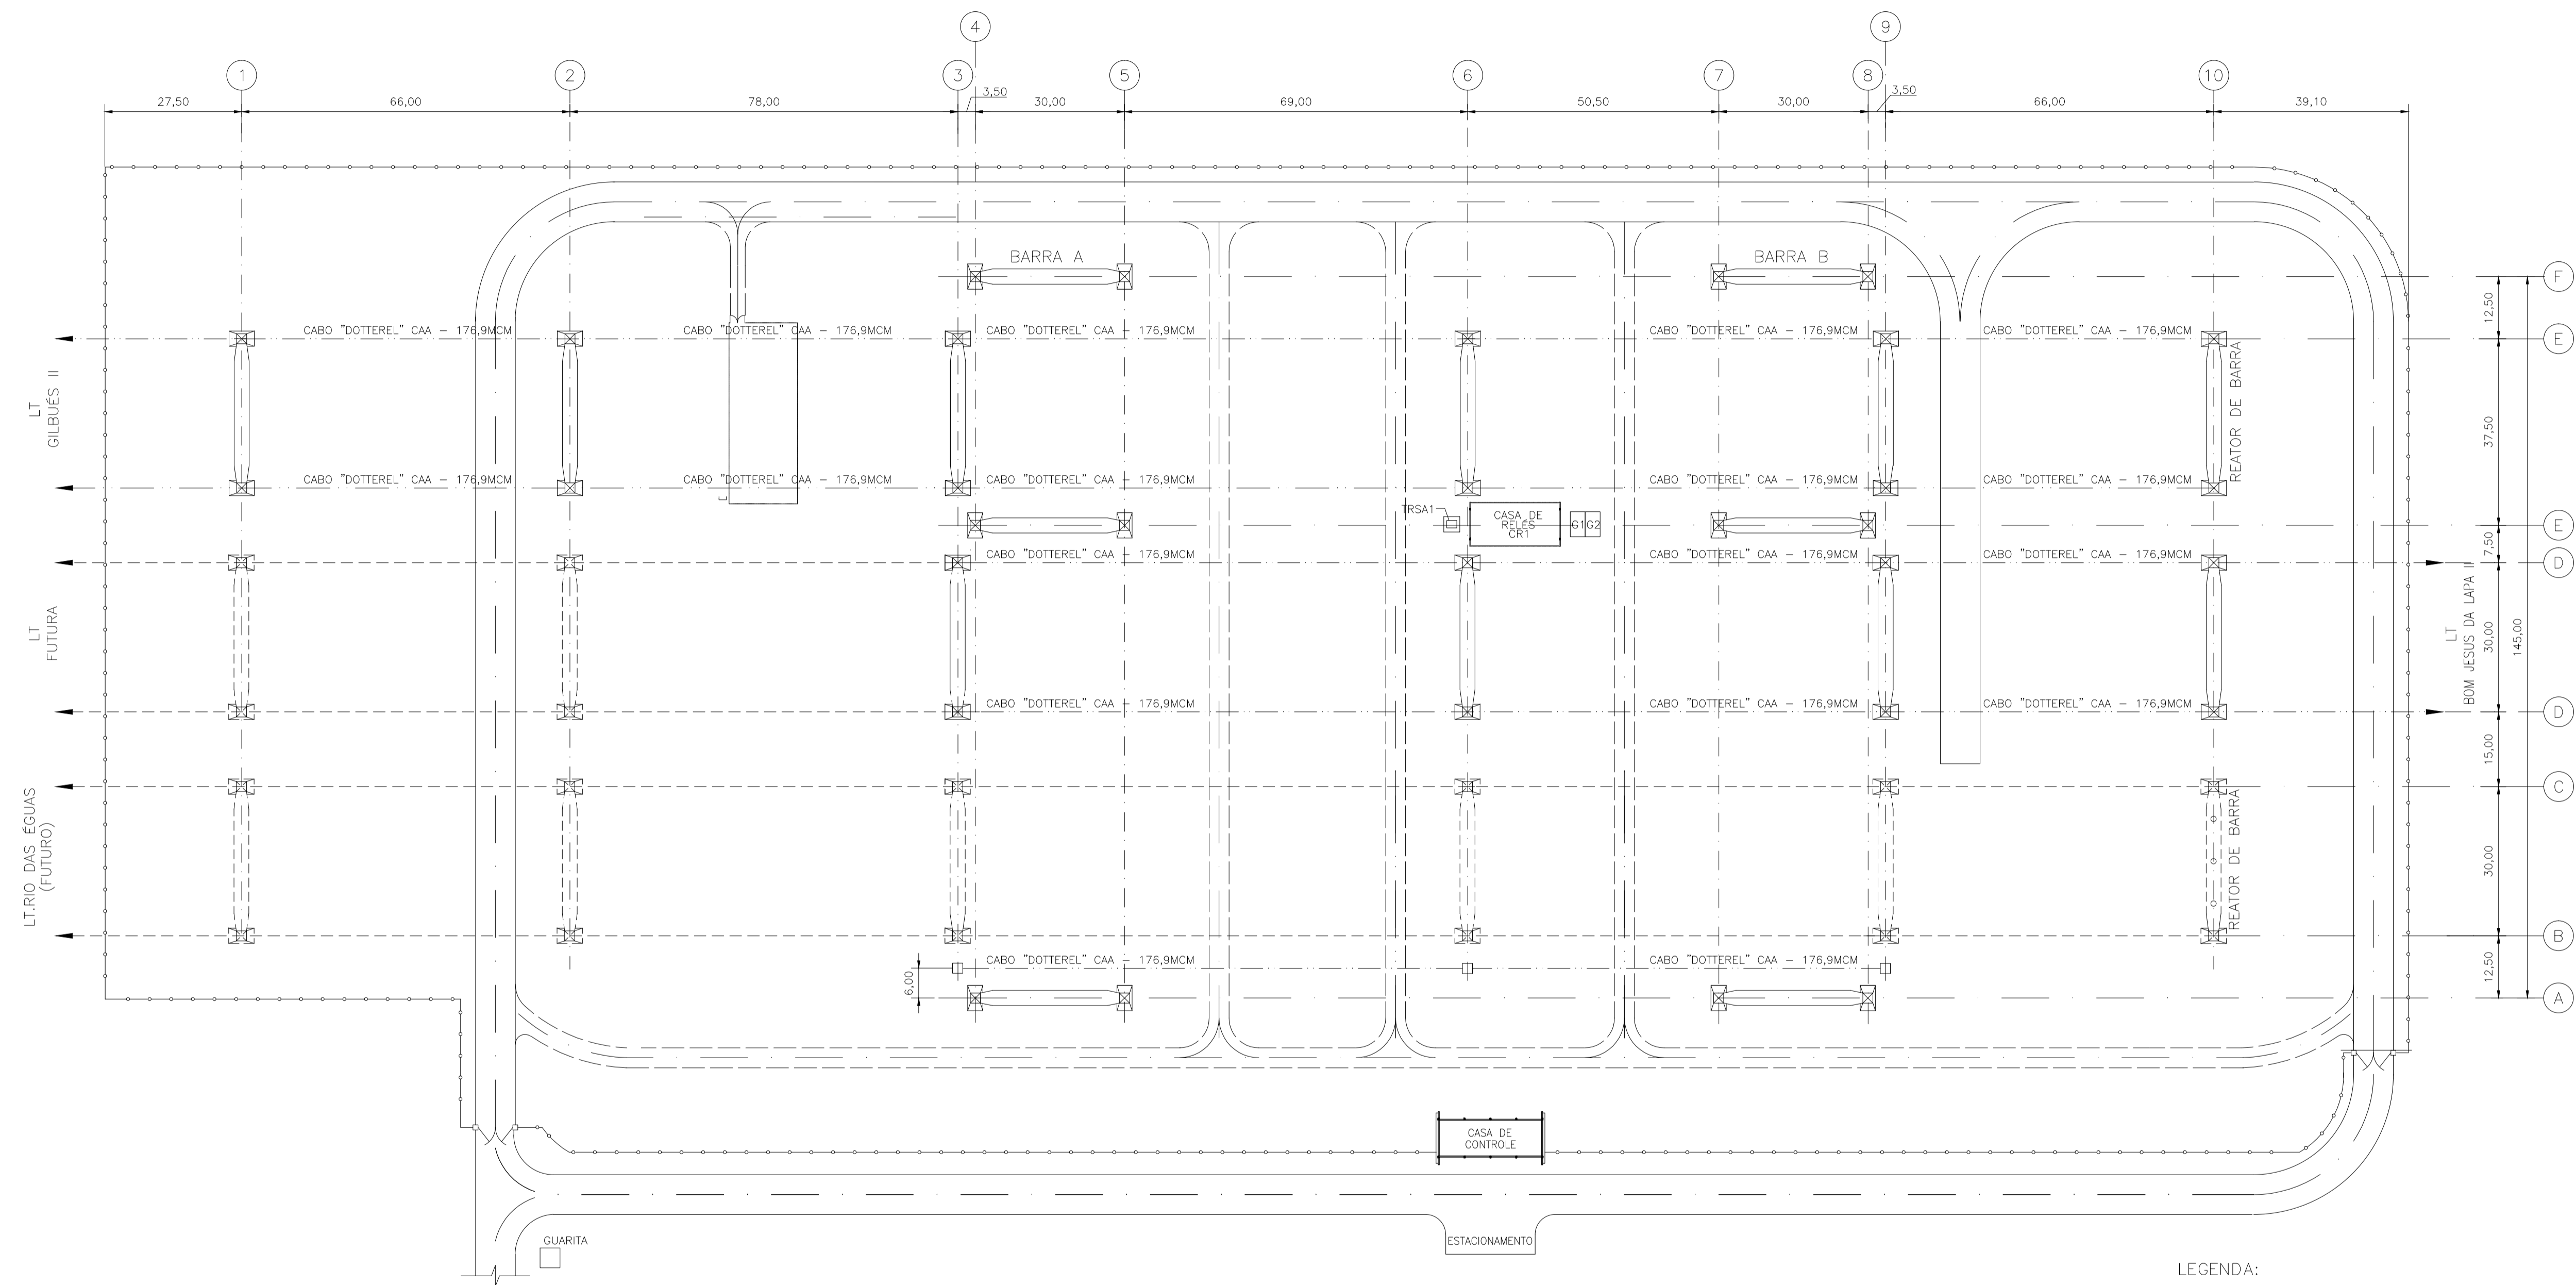 4
9
1
2
3
5
6
7
8
10
27,50
66,00
78,00
3,50
30,00
69,00
50,50
30,00
3,50
66,00
39,10
BARRA A
BARRA B
F
12,50
CABO "DOTTEREL" CAA – 176,9MCM
CABO "DOTTEREL" CAA – 176,9MCM
CABO "DOTTEREL" CAA – 176,9MCM
CABO "DOTTEREL" CAA – 176,9MCM
CABO "DOTTEREL" CAA – 176,9MCM
E
LT
GILBUÉS II
REATOR DE BARRA
37,50
CABO "DOTTEREL" CAA – 176,9MCM
CABO "DOTTEREL" CAA – 176,9MCM
CABO "DOTTEREL" CAA – 176,9MCM
CABO "DOTTEREL" CAA – 176,9MCM
CABO "DOTTEREL" CAA – 176,9MCM
TRSA1
CASA DE
RELÉS
CR1
G1
G2
E
7,50
CABO "DOTTEREL" CAA – 176,9MCM
CABO "DOTTEREL" CAA – 176,9MCM
CABO "DOTTEREL" CAA – 176,9MCM
D
LT
FUTURA
LT
BOM JESUS DA LAPA II
30,00
145,00
CABO "DOTTEREL" CAA – 176,9MCM
CABO "DOTTEREL" CAA – 176,9MCM
CABO "DOTTEREL" CAA – 176,9MCM
D
15,00
C
LT.RIO DAS ÉGUAS
(FUTURO)
REATOR DE BARRA
30,00
B
CABO "DOTTEREL" CAA – 176,9MCM
CABO "DOTTEREL" CAA – 176,9MCM
6,00
12,50
A
CASA DE
CONTROLE
GUARITA
ESTACIONAMENTO
LEGENDA: